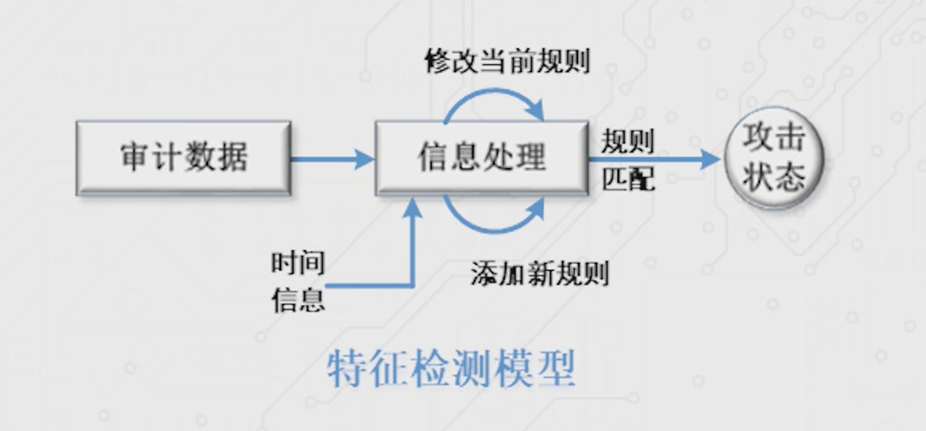 修改当前规则
审计数据
信息处理
规则
匹配
攻击
状态
时间
信息
添加新规则
特征检测模型